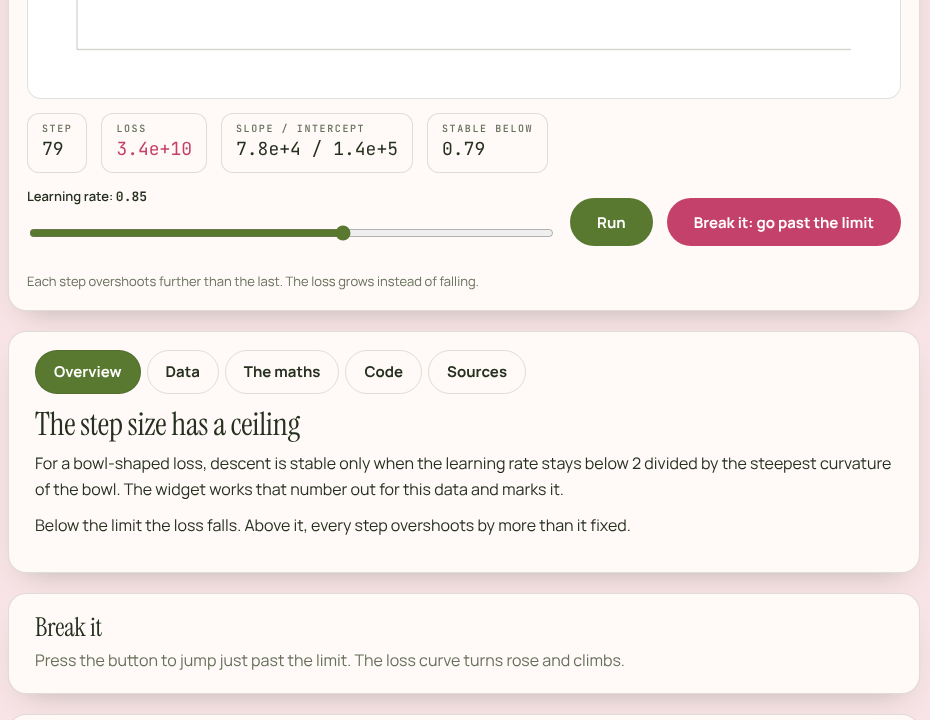 STEP
79
LOSS
3.4e+10
SLOPE / INTERCEPT
7.8e+4 / 1.4e+5
STABLE BELOW
0.79
Learning rate: 0.85
Run
Break it: go past the limit
Each step overshoots further than the last. The loss grows instead of falling.
Overview
Data
The maths
Code
Sources
The step size has a ceiling
For a bowl-shaped loss, descent is stable only when the learning rate stays below 2 divided by the steepest curvature
of the bowl. The widget works that number out for this data and marks it.
Below the limit the loss falls. Above it, every step overshoots by more than it fixed.
Break it
Press the button to jump just past the limit. The loss curve turns rose and climbs.